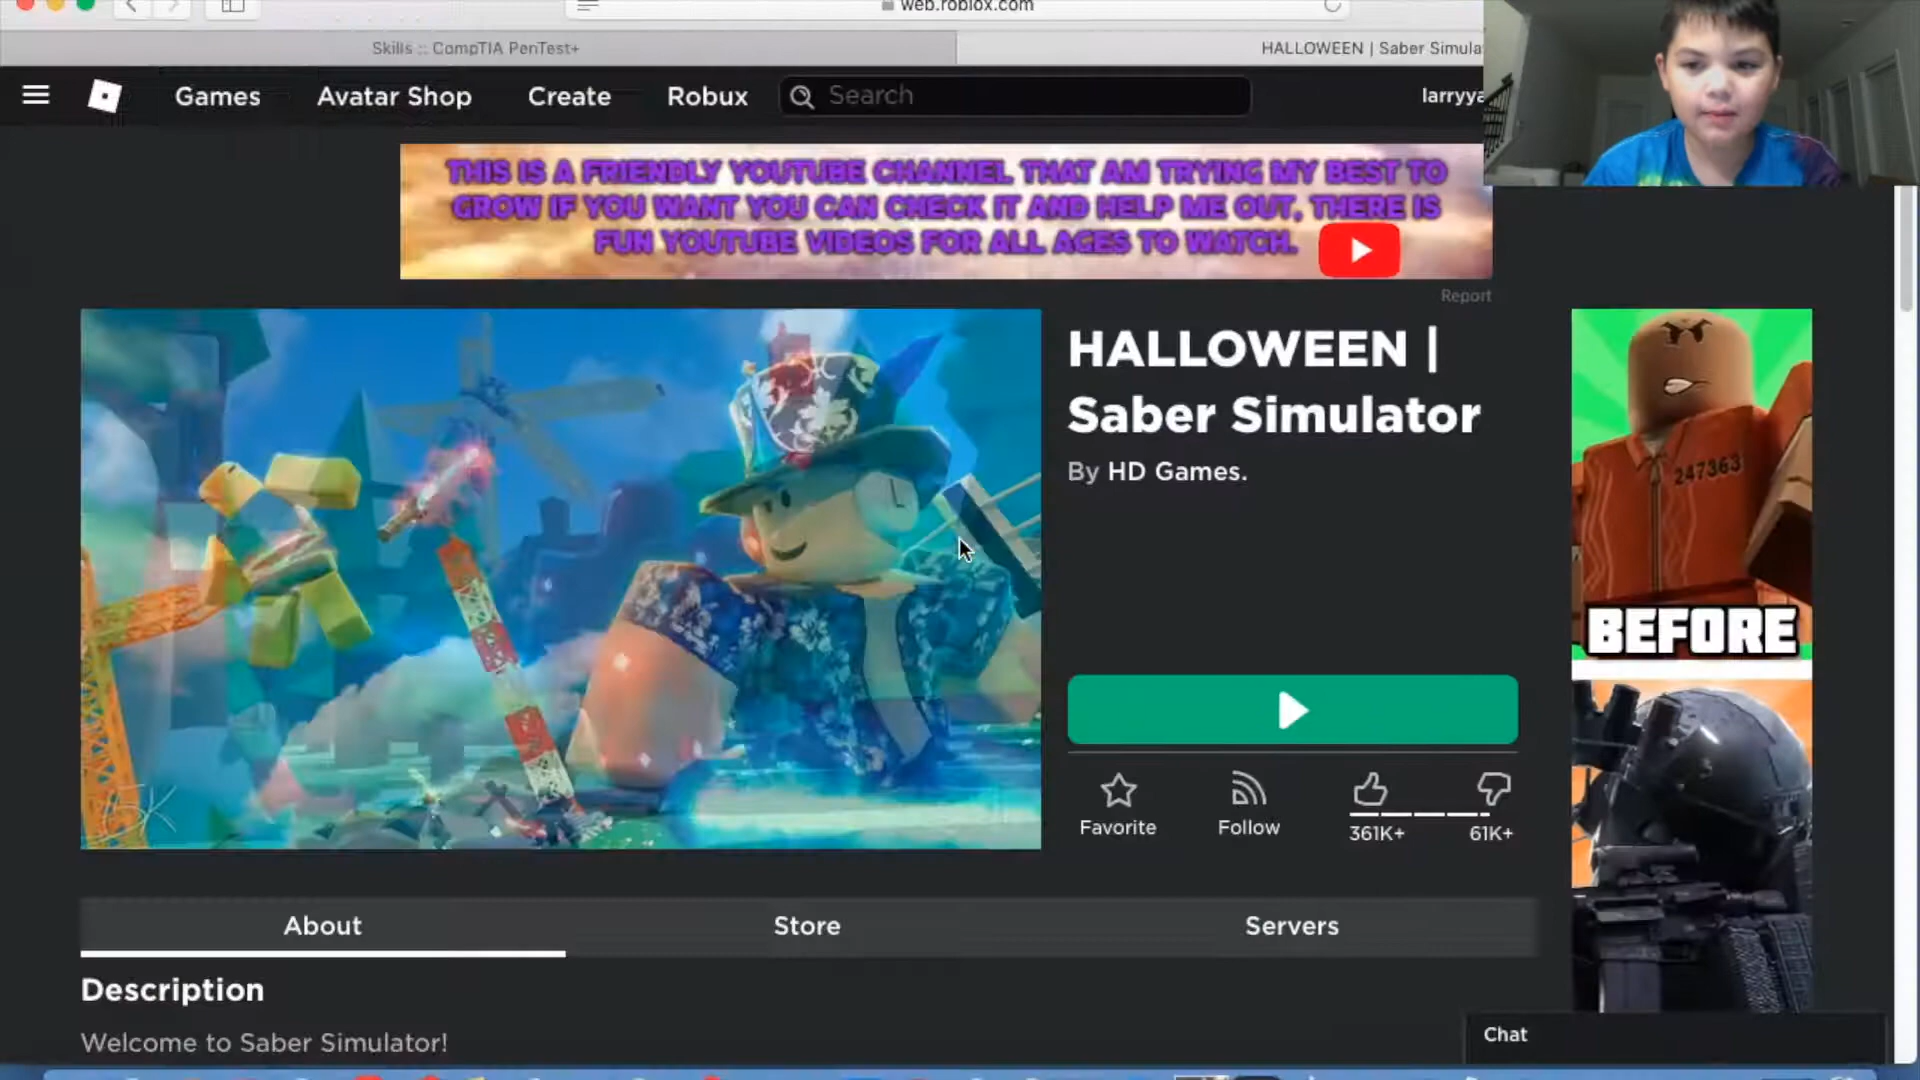 web.roblox.com
Skills :: CompTIA PenTest+
HALLOWEEN | Saber Simula
Games
Avatar Shop
Create
Robux
Search
larryya
THIS IS A FRIENDLY YOUTUBE CHANNEL THAT AM TRYING MY BEST TO
GROW IF YOU WANT YOU CAN CHECK IT AND HELP ME OUT, THERE IS
FUN YOUTUBE VIDEOS FOR ALL AGES TO WATCH.
Report
HALLOWEEN |
Saber Simulator
By HD Games.
247363
BEFORE
15K
Favorite
Follow
361K+
61K+
About
Store
Servers
Description
Welcome to Saber Simulator!
Chat